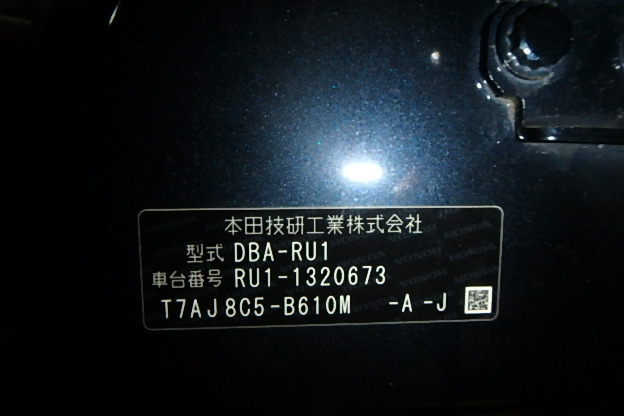 本田技研工業株式会社
型式 DBA-RU1
車台番号 RU1-1320673
T7AJ8C5-B610M -A -J